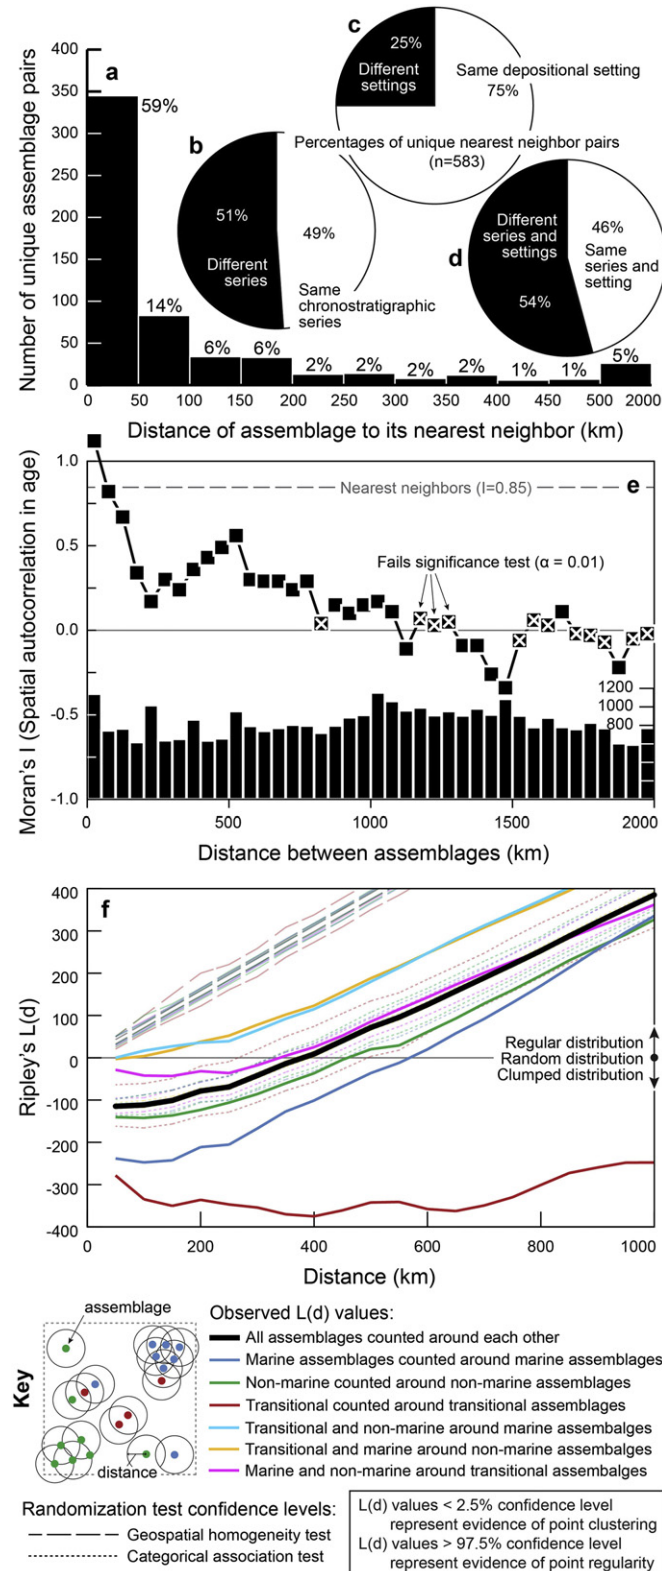 a
b
c
d
Number of unique assemblage pairs
400
350
300
250
200
150
100
50
0
59%
14%
6%
6%
2%
2%
2%
2%
1%
1%
5%
25%
Different
settings
Same depositional setting
75%
Percentages of unique nearest neighbor pairs
(n=583)
51%
Different
series
49%
Same
chronostratigraphic
series
Different
series and
settings
54%
46%
Same
series and
setting
0 50 100 150 200 250 300 350 400 450 500 2000
Distance of assemblage to its nearest neighbor (km)
Moran's I (Spatial autocorrelation in age)
1.0
0.5
0.0
-0.5
-1.0
Nearest neighbors (I=0.85)
e
Fails significance test (α = 0.01)
1200
1000
800
0 500 1000 1500 2000
Distance between assemblages (km)
Ripley's L(d)
400
300
200
100
0
-100
-200
-300
-400
f
Regular distribution
Random distribution
Clumped distribution
0 200 400 600 800 1000
Distance (km)
Key
assemblage
distance
Observed L(d) values:
All assemblages counted around each other
Marine assemblages counted around marine assemblages
Non-marine counted around non-marine assemblages
Transitional counted around transitional assemblages
Transitional and non-marine around marine assembalges
Transitional and marine around non-marine assembalges
Marine and non-marine around transitional assembalges
Randomization test confidence levels:
Geospatial homogeneity test
Categorical association test
L(d) values < 2.5% confidence level
represent evidence of point clustering
L(d) values > 97.5% confidence level
represent evidence of point regularity